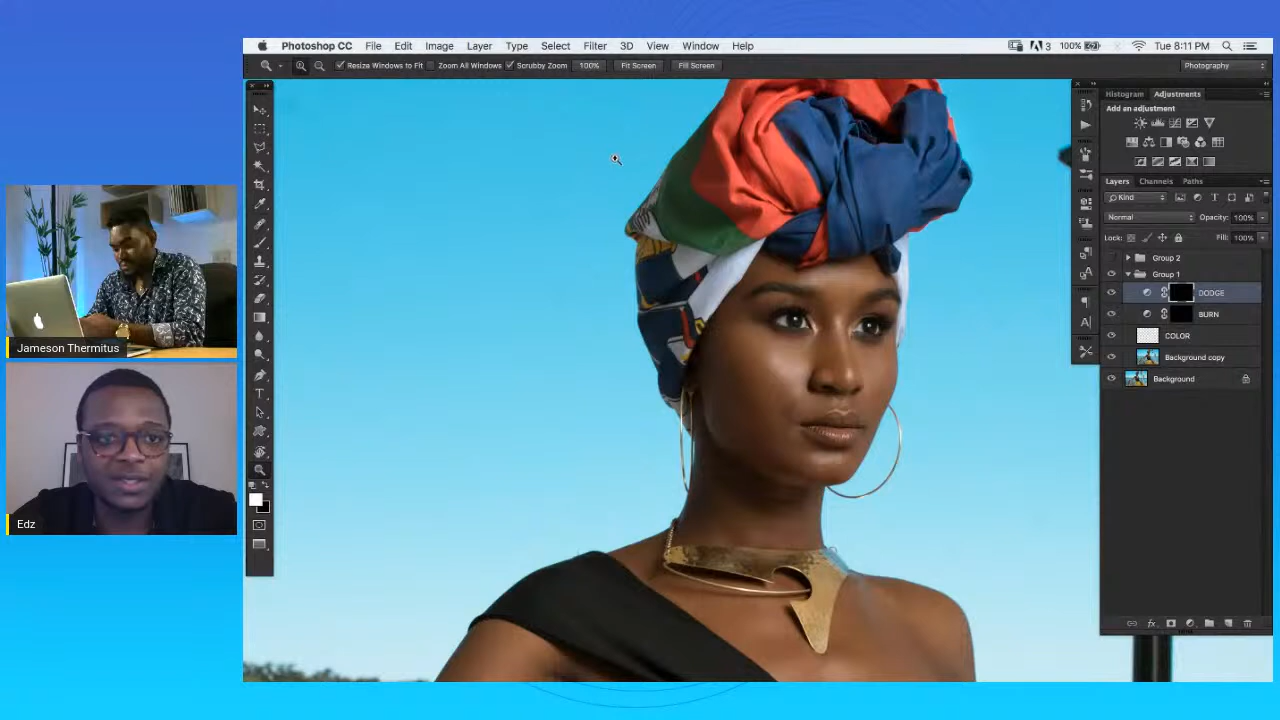 Photoshop CC File Edit Image Layer Type Select Filter 3D View Window Help
3 100% Tue 8:11 PM
Resize Windows to Fit Zoom All Windows Scrubby Zoom 100% Fit Screen Fill Screen
Photography
Histogram Adjustments
Add an adjustment
Layers Channels Paths
Kind
Normal Opacity: 100%
Lock: Fill: 100%
Group 2
Group 1
DODGE
BURN
COLOR
Background copy
Background
fx
Jameson Thermitus
Edz